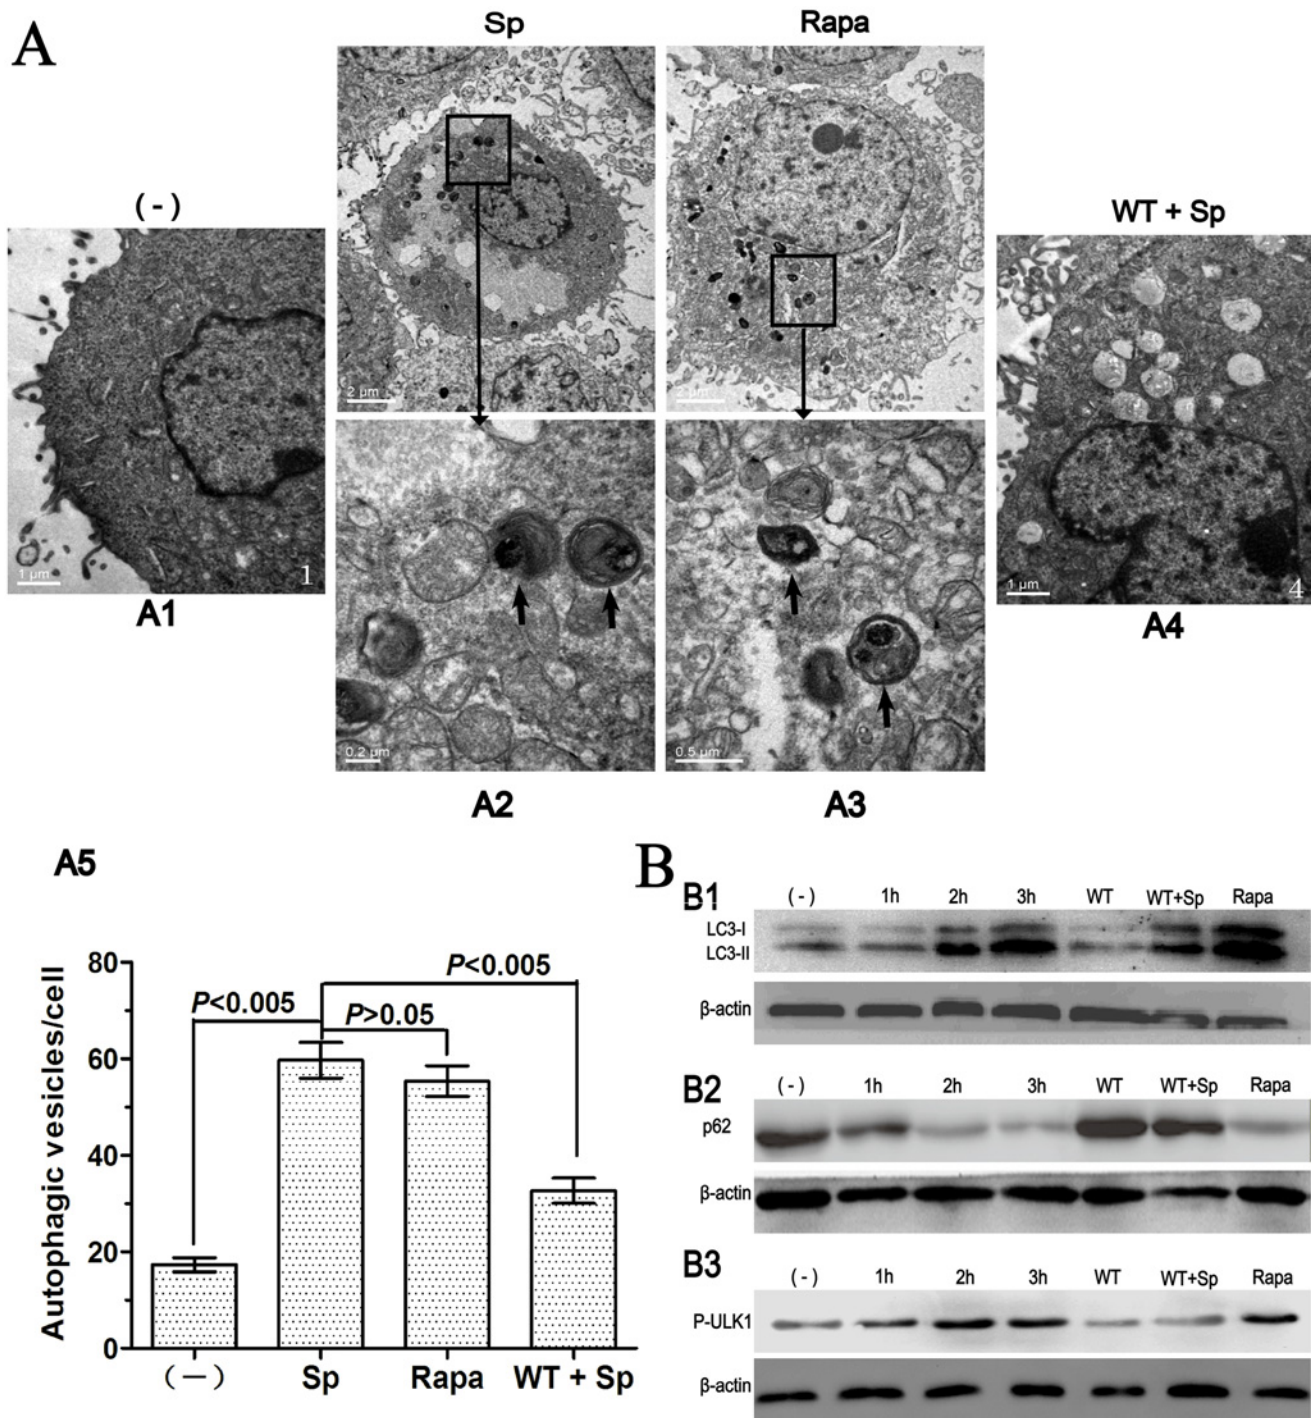 A
Sp
Rapa
(-)
WT + Sp
2 µm
1 µm
1
0.2 µm
0.5 µm
1 µm
4
A1
A2
A3
A4
A5
Autophagic vesicles/cell
80
60
40
20
0
P<0.005
P>0.05
P<0.005
(—)
Sp
Rapa
WT + Sp
B
B1
(-) 1h 2h 3h WT WT+Sp Rapa
LC3-I
LC3-II
β-actin
B2
(-) 1h 2h 3h WT WT+Sp Rapa
p62
β-actin
B3
(-) 1h 2h 3h WT WT+Sp Rapa
P-ULK1
β-actin